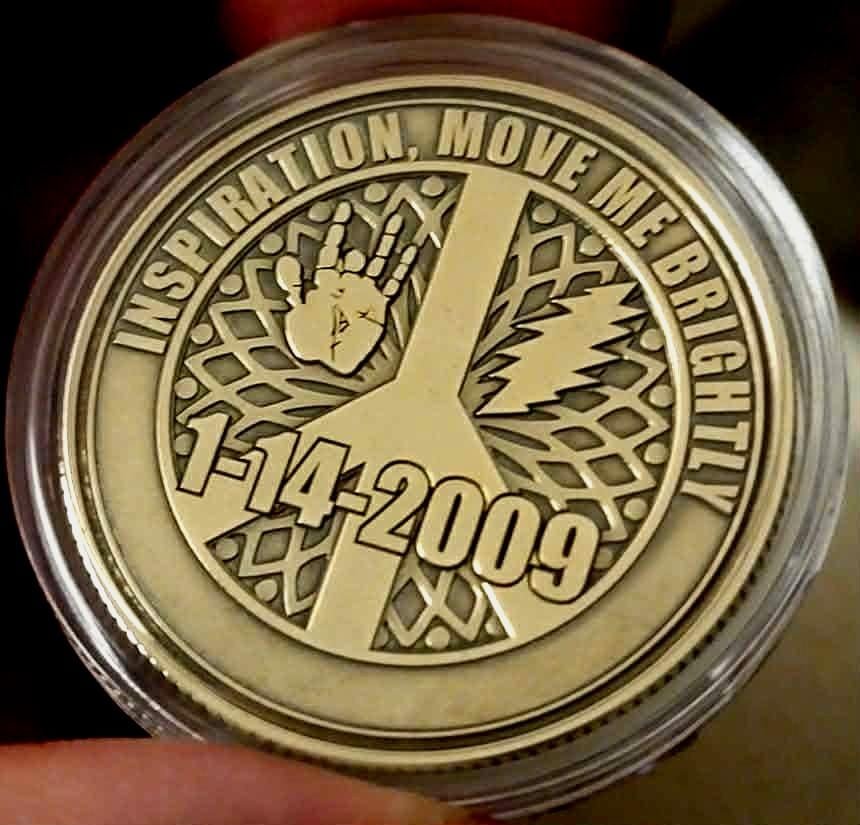 INSPIRATION, MOVE ME BRIGHTLY
1-14-2009